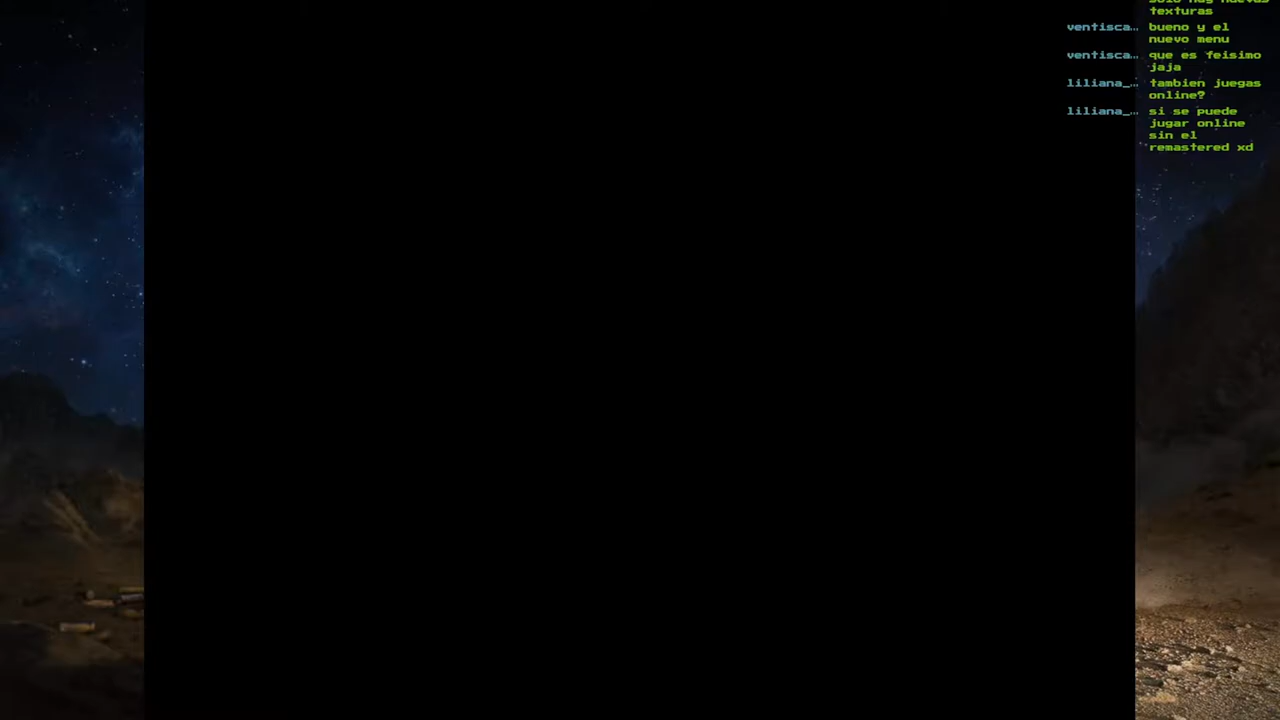 texturas
ventisca… bueno y el
nuevo menu
ventisca… que es feisimo
jaja
liliana_… tambien juegas
online?
liliana_… si se puede
jugar online
sin el
remastered xd